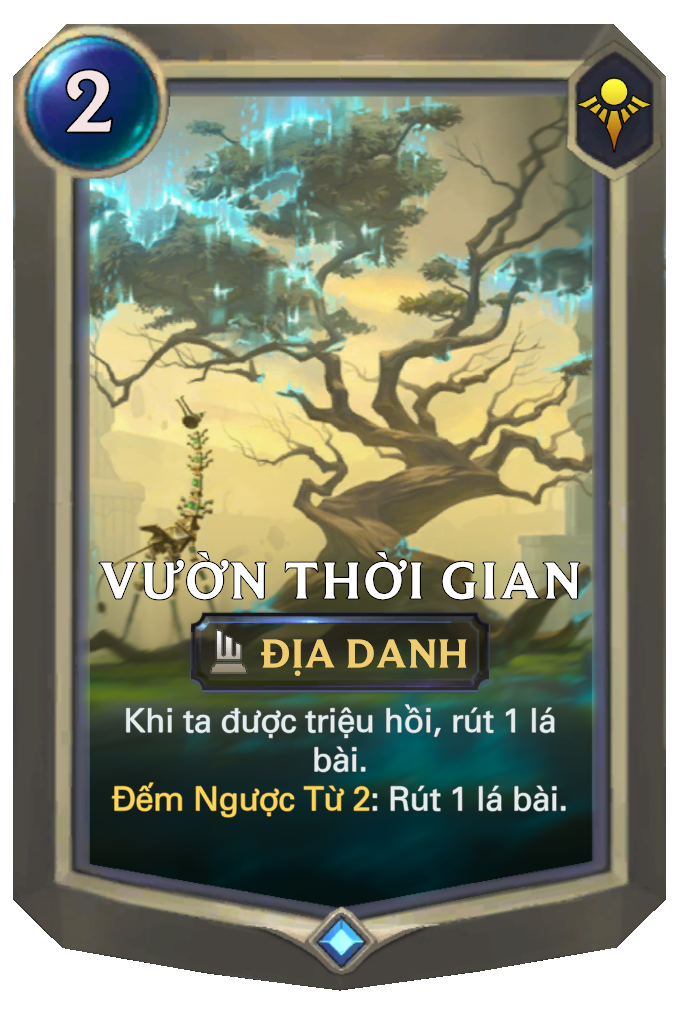 2
VƯỜN THỜI GIAN
ĐỊA DANH
Khi ta được triệu hồi, rút 1 lá
bài.
Đếm Ngược Từ 2: Rút 1 lá bài.